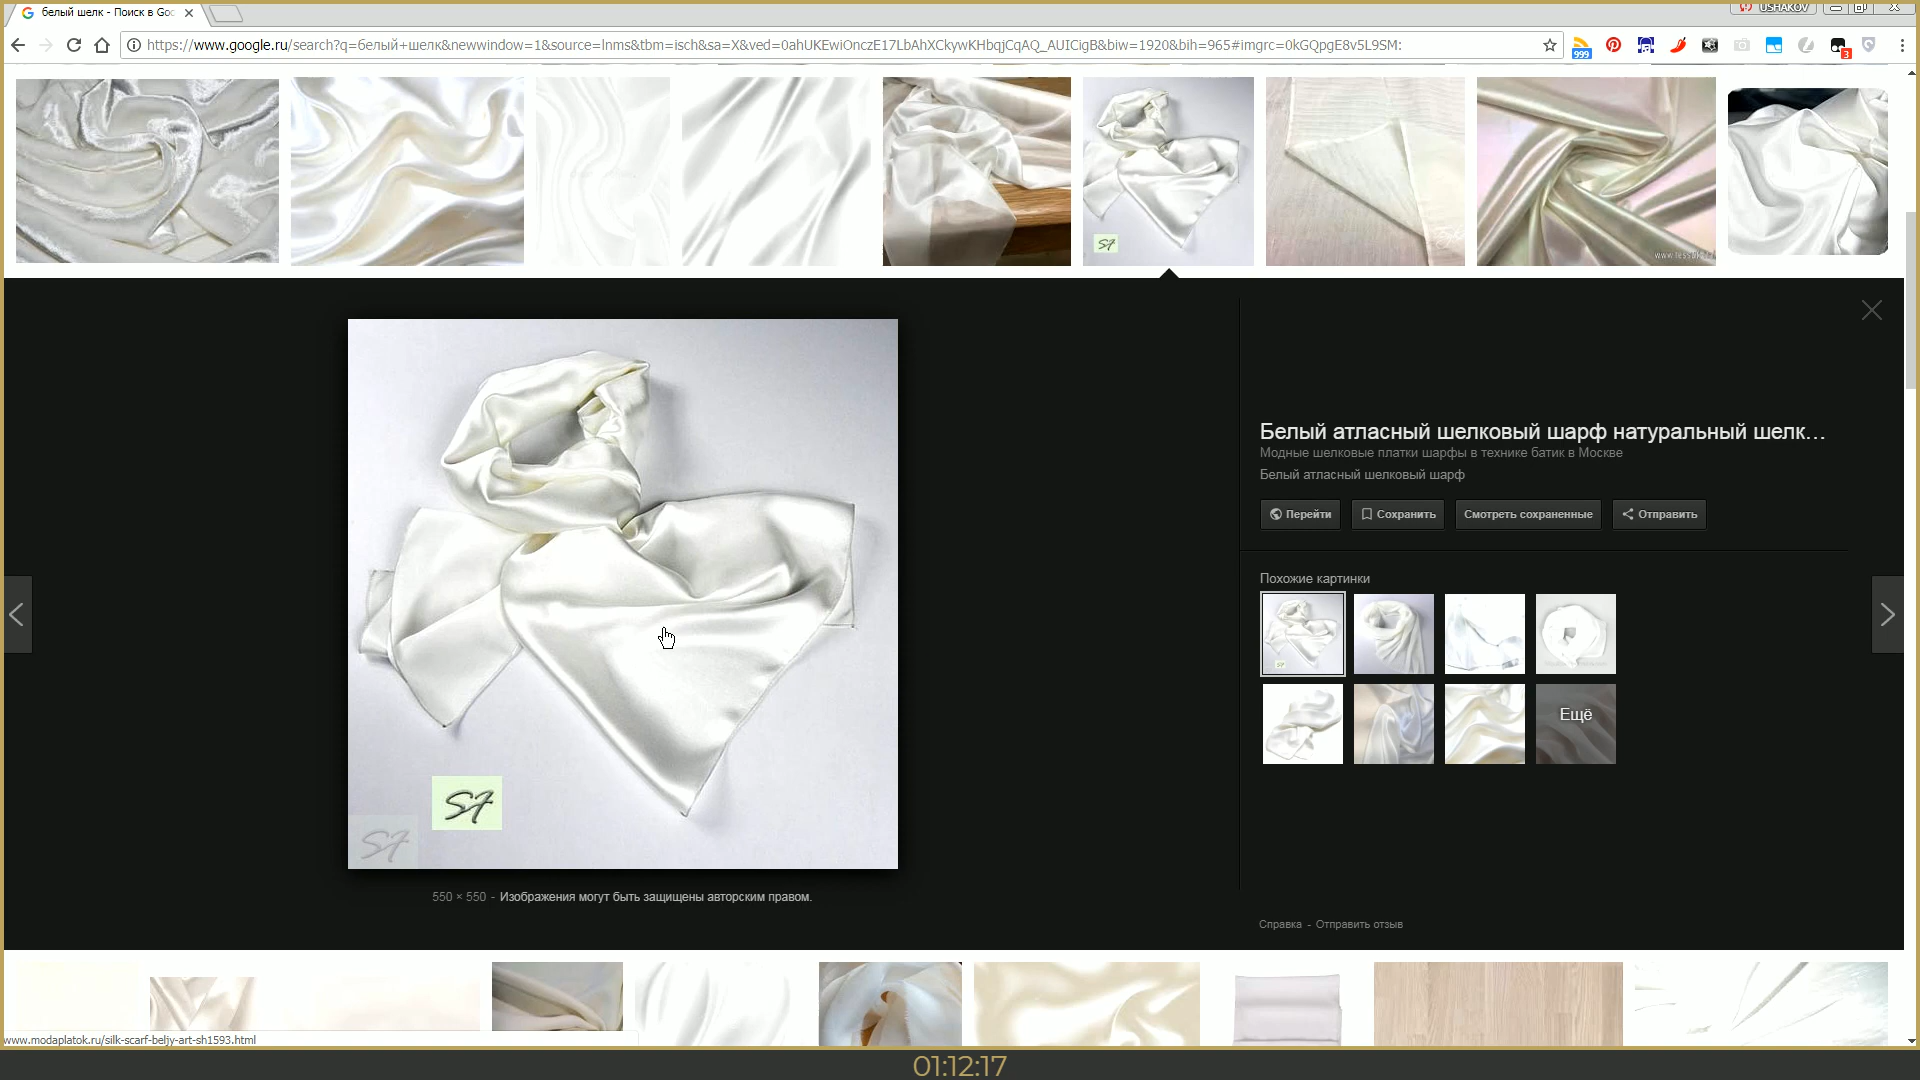 белый шелк - Поиск в Goo
USHAKOV
https://www.google.ru/search?q=белый+шелк&newwindow=1&source=lnms&tbm=isch&sa=X&ved=0ahUKEwiOnczE17LbAhXCkywKHbqjCqAQ_AUICigB&biw=1920&bih=965#imgrc=0kGQpgE8v5L9SM:
999
3
SF
Белый атласный шелковый шарф натуральный шелк…
Модные шелковые платки шарфы в технике батик в Москве
Белый атласный шелковый шарф
Перейти
Сохранить
Смотреть сохраненные
Отправить
Похожие картинки
Ещё
SF
SF
550 × 550 - Изображения могут быть защищены авторским правом.
Справка - Отправить отзыв
www.modaplatok.ru/silk-scarf-beljy-art-sh1593.html
01:12:17